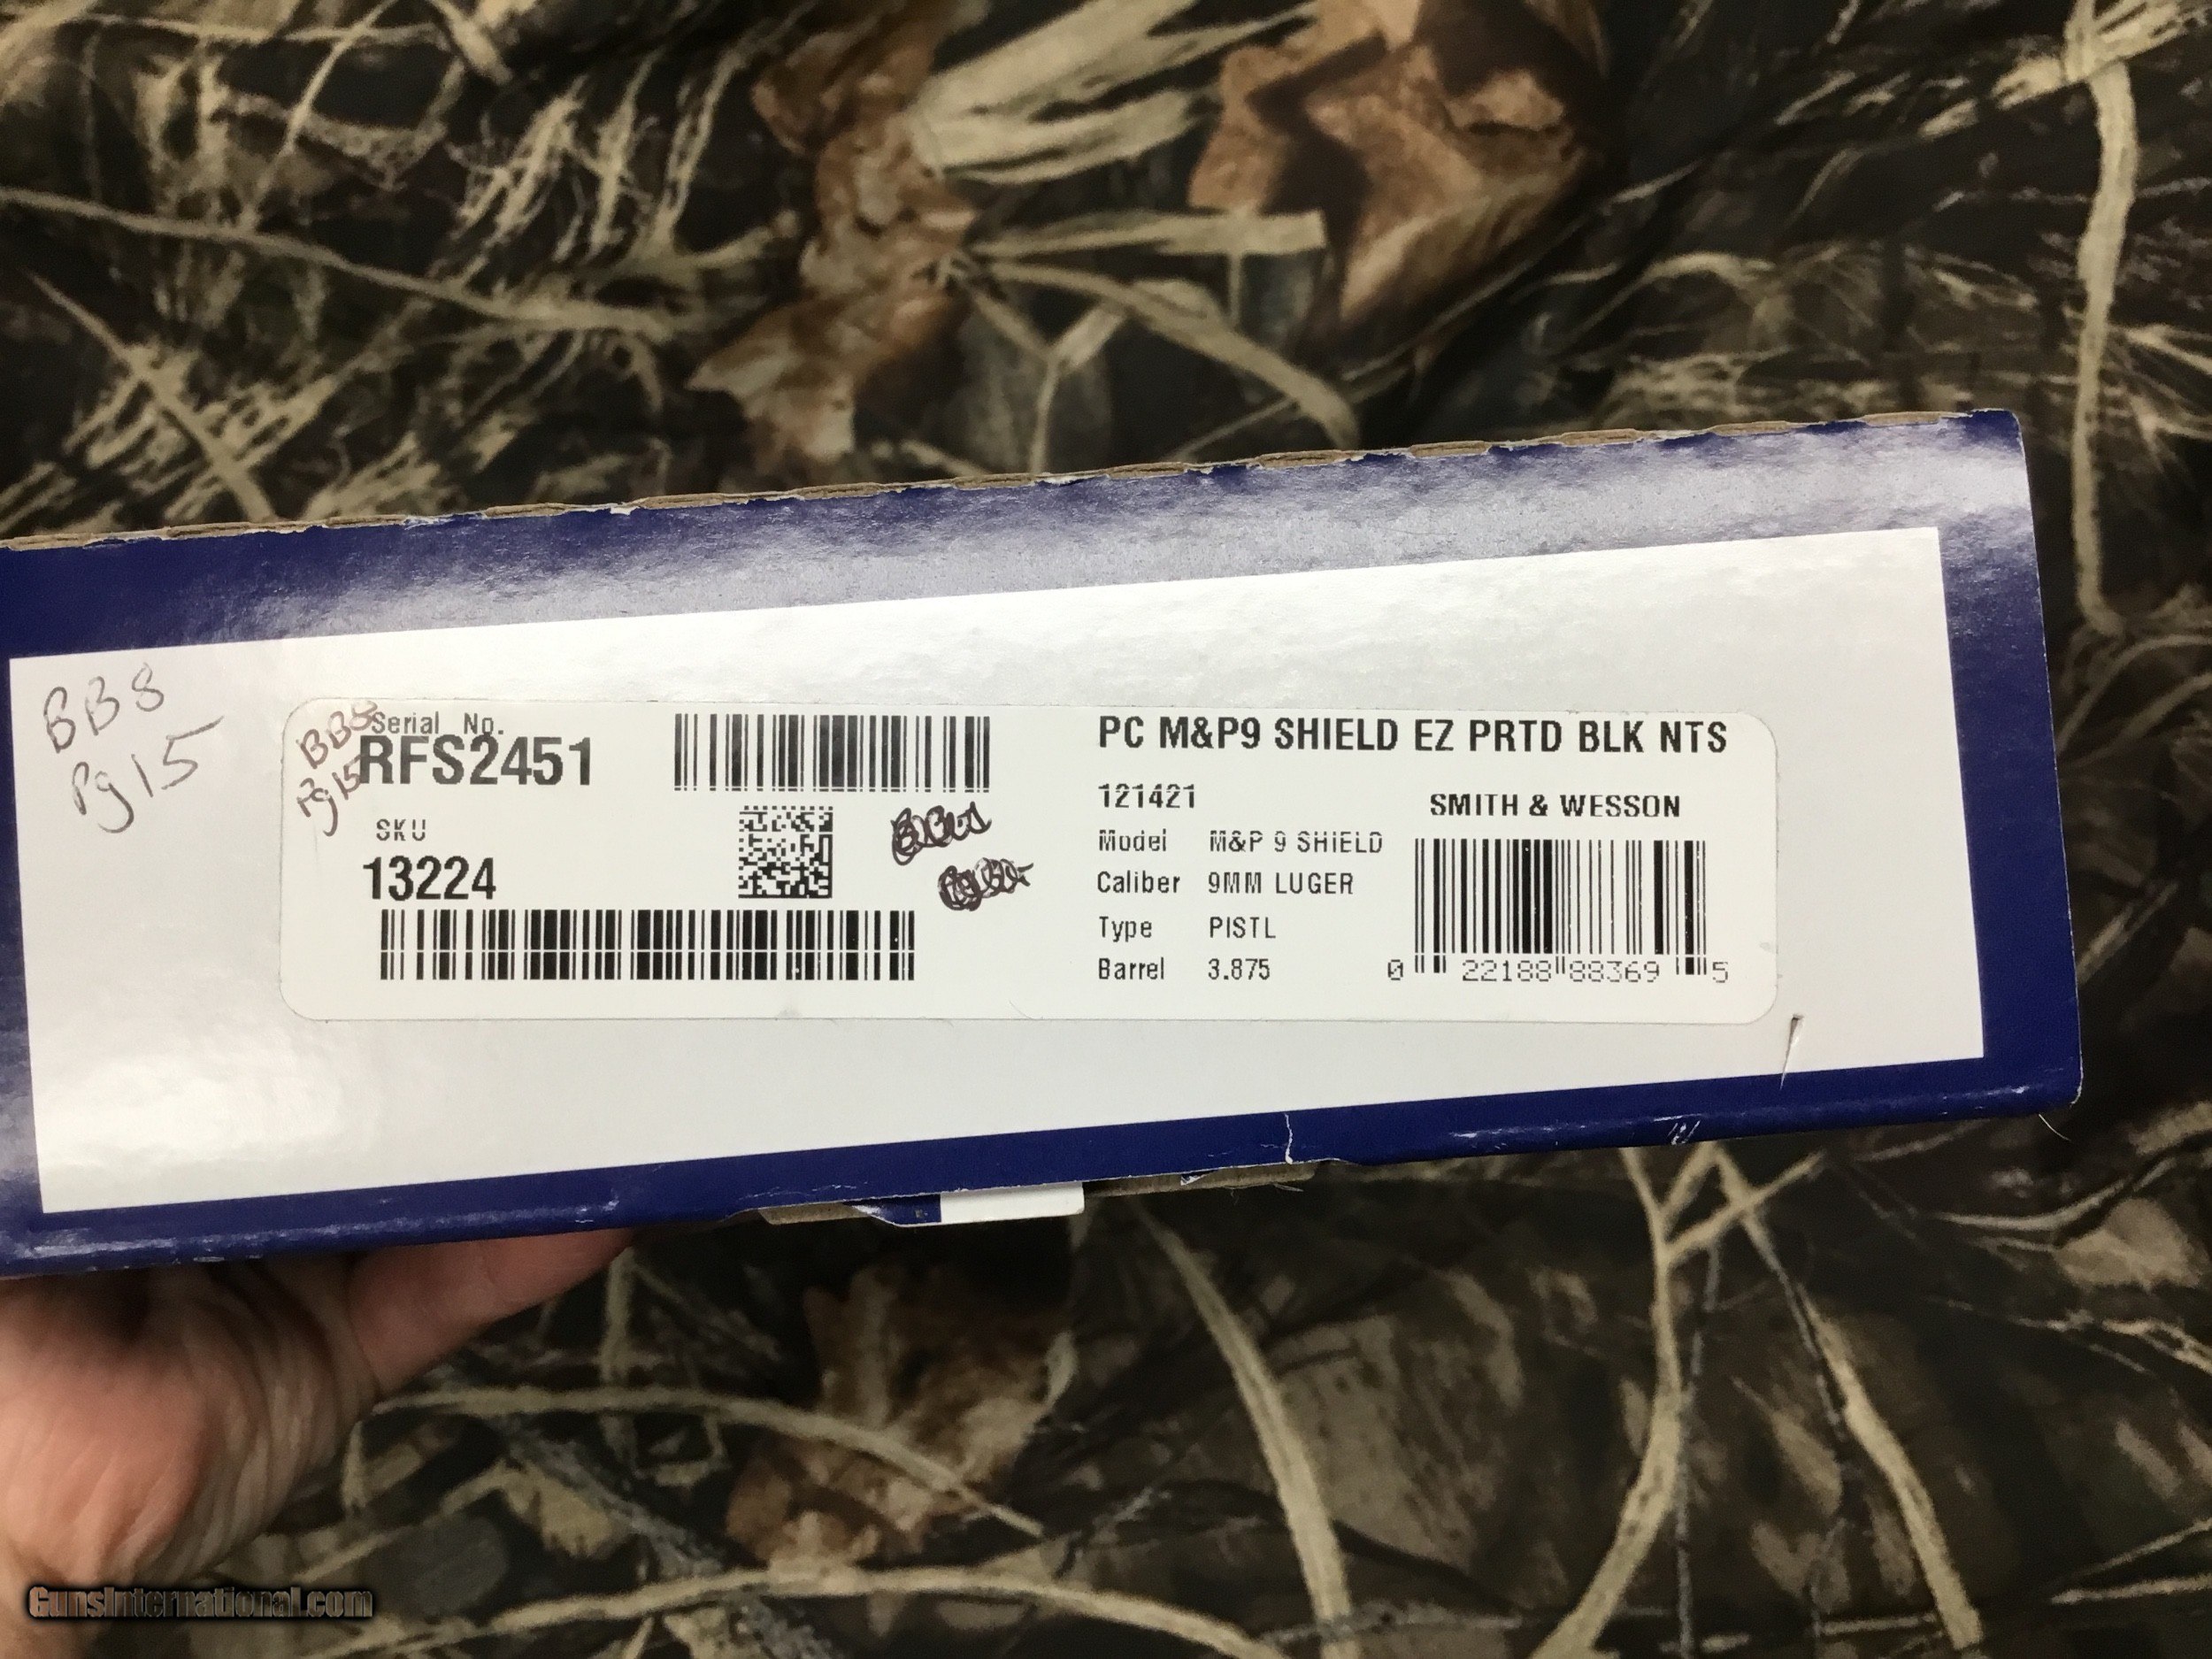 BB8
Pg15
BB8
Pg15
Serial No.
RFS2451
SKU
13224
PC M&P9 SHIELD EZ PRTD BLK NTS
121421
SMITH & WESSON
Model M&P 9 SHIELD
Caliber 9MM LUGER
Type PISTL
Barrel 3.875
0 22188 88369 5
GunsInternational.com